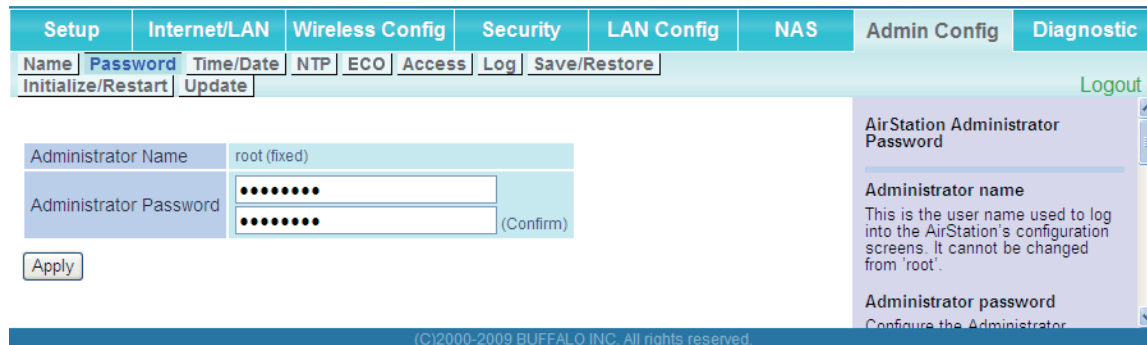 Setup Internet/LAN Wireless Config Security LAN Config NAS Admin Config Diagnostic
Name Password Time/Date NTP ECO Access Log Save/Restore
Initialize/Restart Update
Logout
Administrator Name root (fixed)
Administrator Password
(Confirm)
Apply
AirStation Administrator
Password
Administrator name
This is the user name used to log
into the AirStation's configuration
screens. It cannot be changed
from 'root'.
Administrator password
Configure the Administrator
(C)2000-2009 BUFFALO INC. All rights reserved.